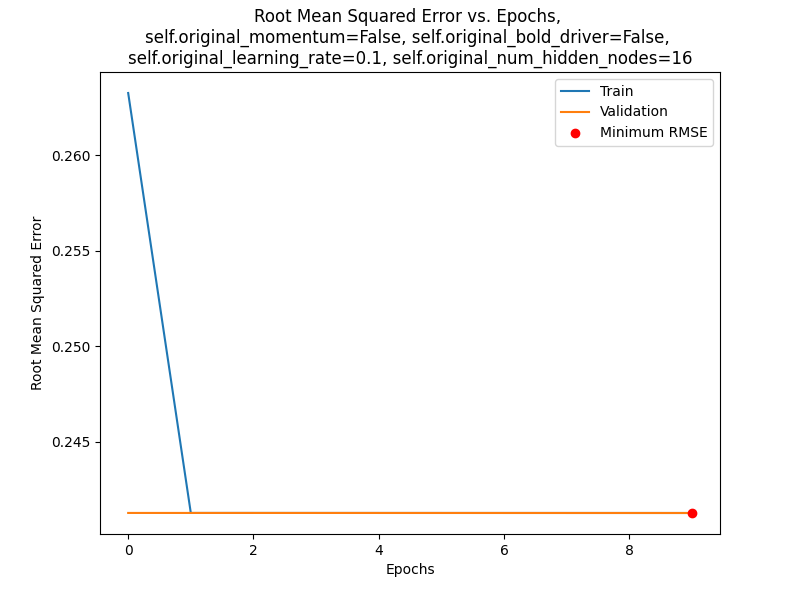 Root Mean Squared Error vs. Epochs,
self.original_momentum=False, self.original_bold_driver=False,
self.original_learning_rate=0.1, self.original_num_hidden_nodes=16
Train
Validation
Minimum RMSE
Root Mean Squared Error
0.260
0.255
0.250
0.245
0 2 4 6 8
Epochs